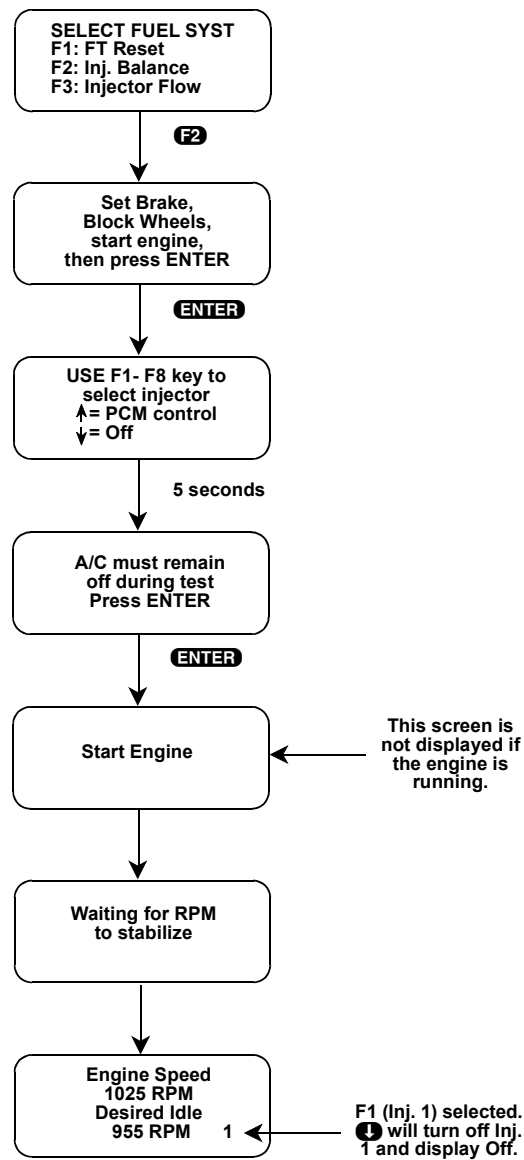 SELECT FUEL SYST
F1: FT Reset
F2: Inj. Balance
F3: Injector Flow
F2
Set Brake,
Block Wheels,
start engine,
then press ENTER
ENTER
USE F1- F8 key to
select injector
↑= PCM control
↓= Off
5 seconds
A/C must remain
off during test
Press ENTER
ENTER
Start Engine
This screen is
not displayed if
the engine is
running.
Waiting for RPM
to stabilize
Engine Speed
1025 RPM
Desired Idle
955 RPM 1
F1 (Inj. 1) selected.
⬇ will turn off Inj.
1 and display Off.